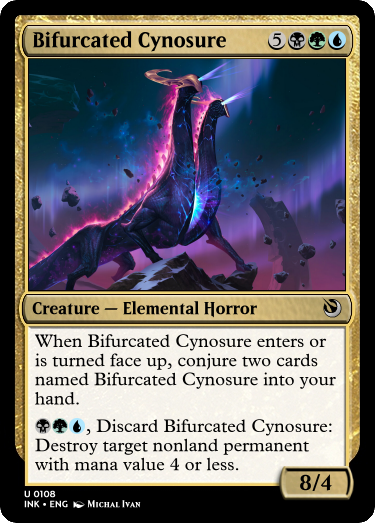 Bifurcated Cynosure 5
Creature — Elemental Horror
When Bifurcated Cynosure enters or
is turned face up, conjure two cards
named Bifurcated Cynosure into your
hand.
, Discard Bifurcated Cynosure:
Destroy target nonland permanent
with mana value 4 or less.
8/4
U 0108
INK • ENG Michal Ivan